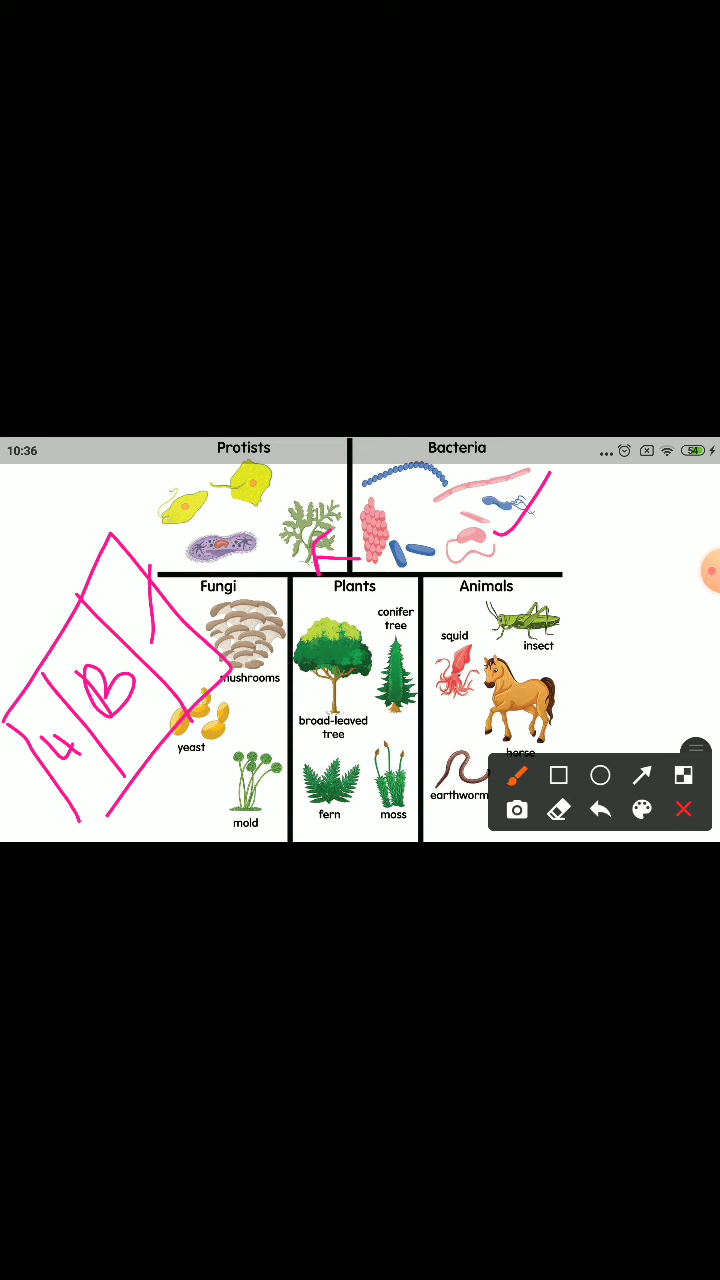 10:36
54
Protists
Bacteria
Fungi
Plants
Animals
mushrooms
yeast
mold
conifer
tree
broad-leaved
tree
fern
moss
squid
insect
horse
earthworm
4
B